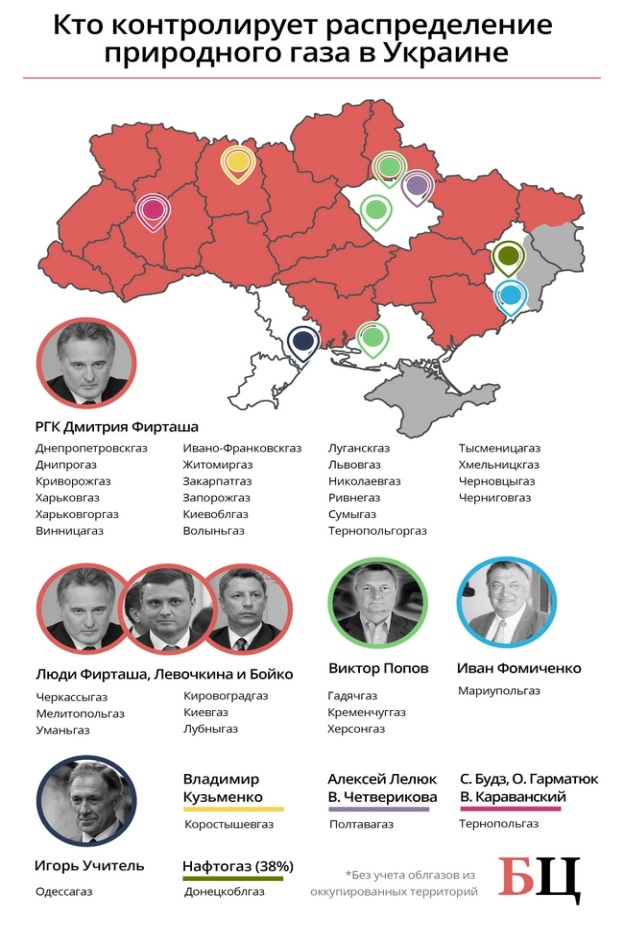 Кто контролирует распределение
природного газа в Украине
РГК Дмитрия Фирташа
Днепропетровскгаз
Днипрогаз
Криворожгаз
Харьковгаз
Харьковгоргаз
Винницагаз
Ивано-Франковскгаз
Житомиргаз
Закарпатгаз
Запорожгаз
Киевоблгаз
Волыньгаз
Луганскгаз
Львовгаз
Николаевгаз
Ривнегаз
Сумыгаз
Тернопольгоргаз
Тысменицагаз
Хмельницкгаз
Черновцыгаз
Черниговгаз
Люди Фирташа, Левочкина и Бойко
Черкассыгаз
Мелитопольгаз
Уманьгаз
Кировоградгаз
Киевгаз
Лубныгаз
Виктор Попов
Гадячгаз
Кременчуггаз
Херсонгаз
Иван Фомиченко
Мариупольгаз
Игорь Учитель
Одессагаз
Владимир
Кузьменко
Коростышевгаз
Нафтогаз (38%)
Донецкоблгаз
Алексей Лелюк
В. Четверикова
Полтавагаз
С. Будз, О. Гарматюк
В. Караванский
Тернопольгаз
*Без учета облгазов из
оккупированных территорий
БЦ